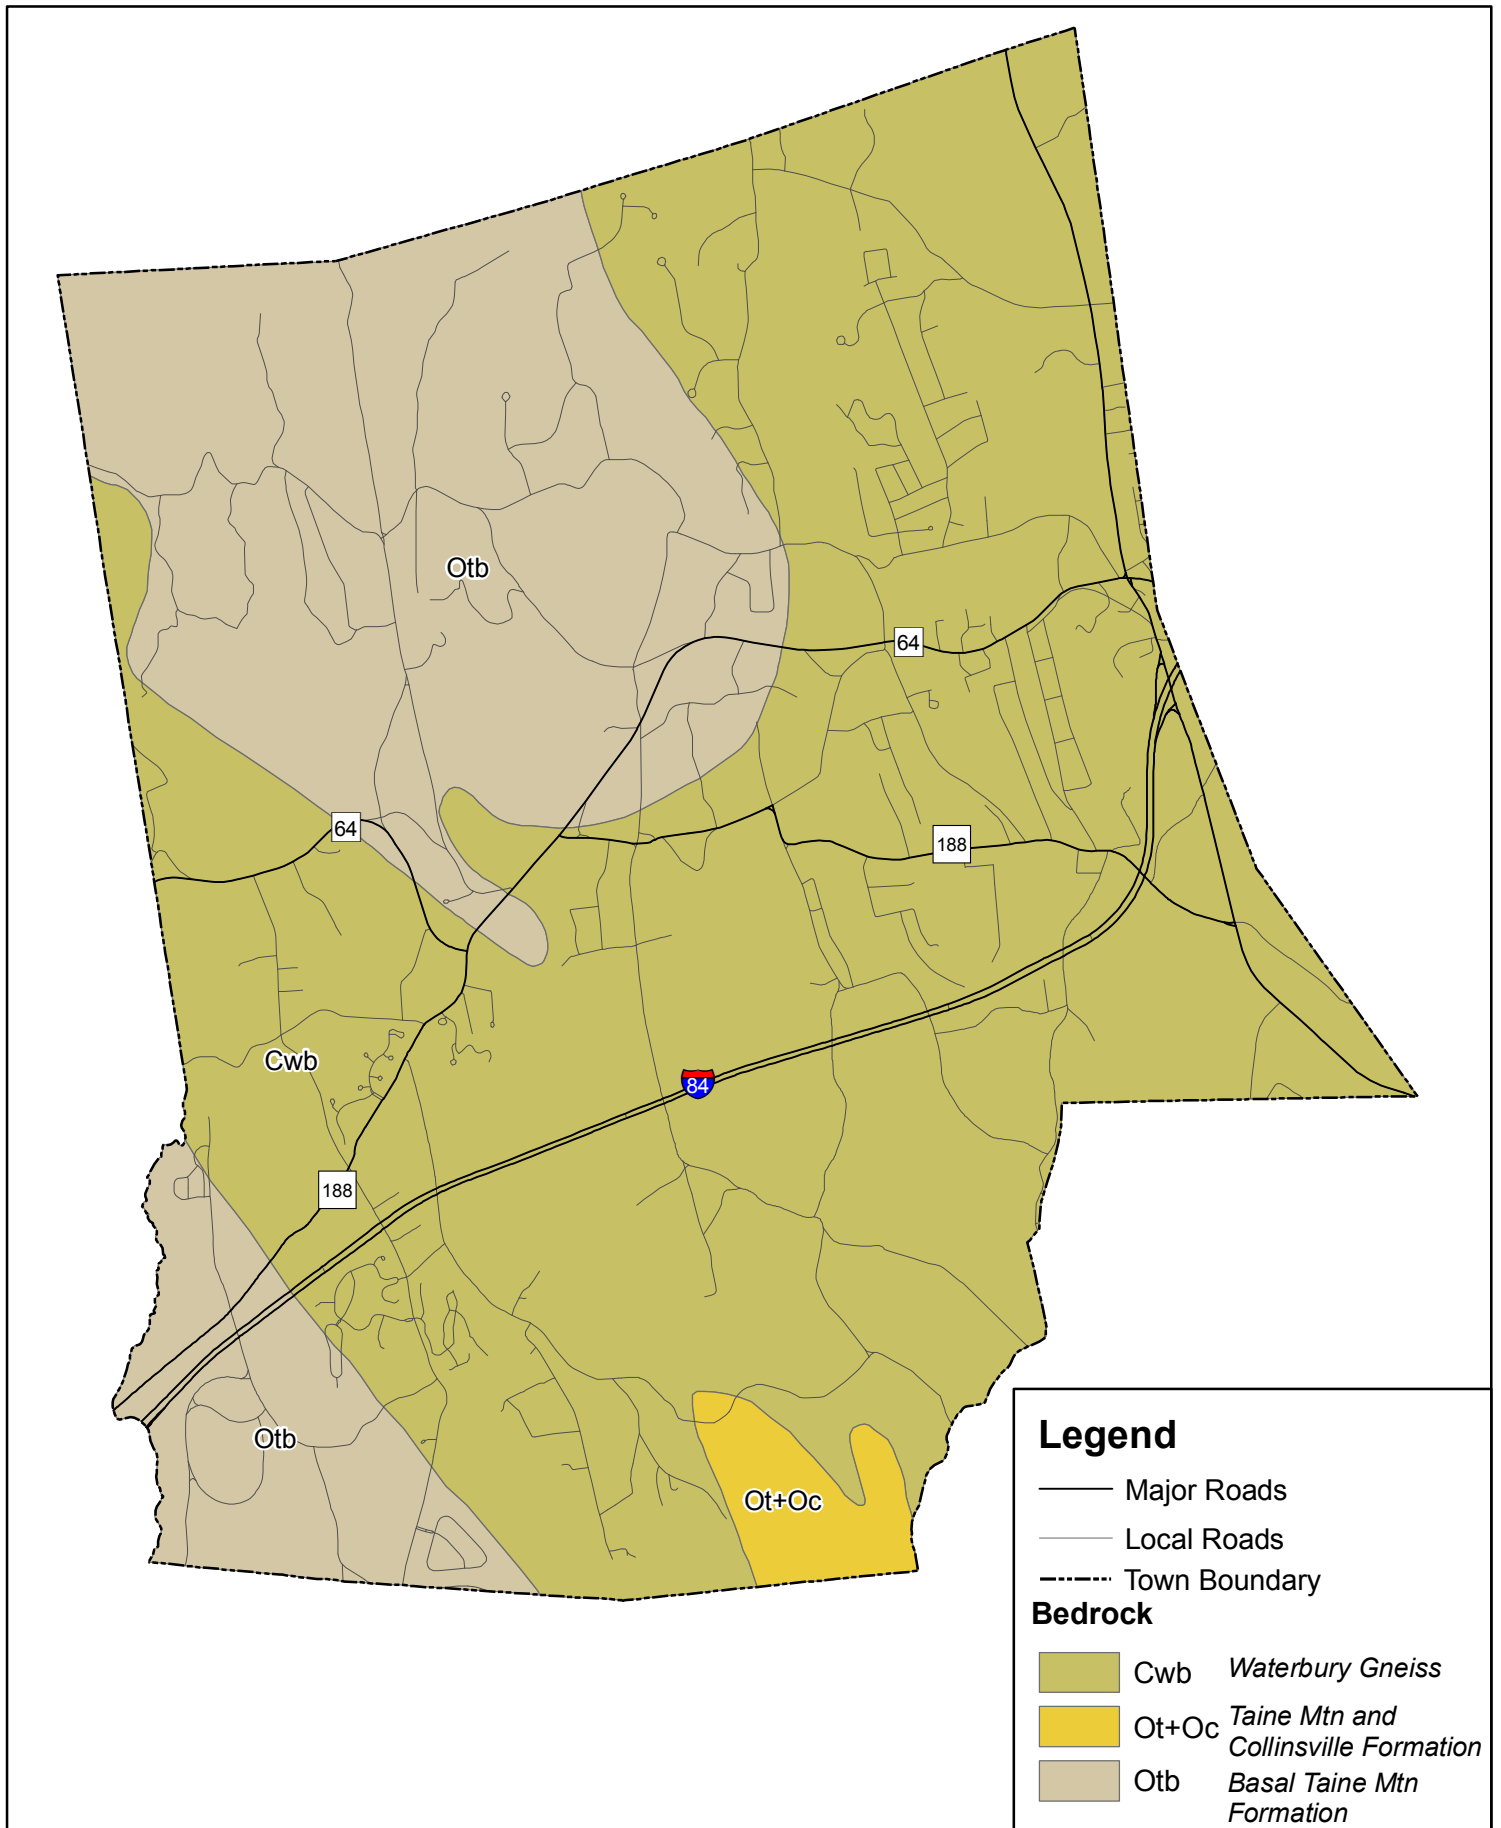 Otb
64
64
188
Cwb
84
188
Otb
Ot+Oc
Legend
Major Roads
Local Roads
Town Boundary
Bedrock
Cwb Waterbury Gneiss
Ot+Oc Taine Mtn and
Collinsville Formation
Otb Basal Taine Mtn
Formation